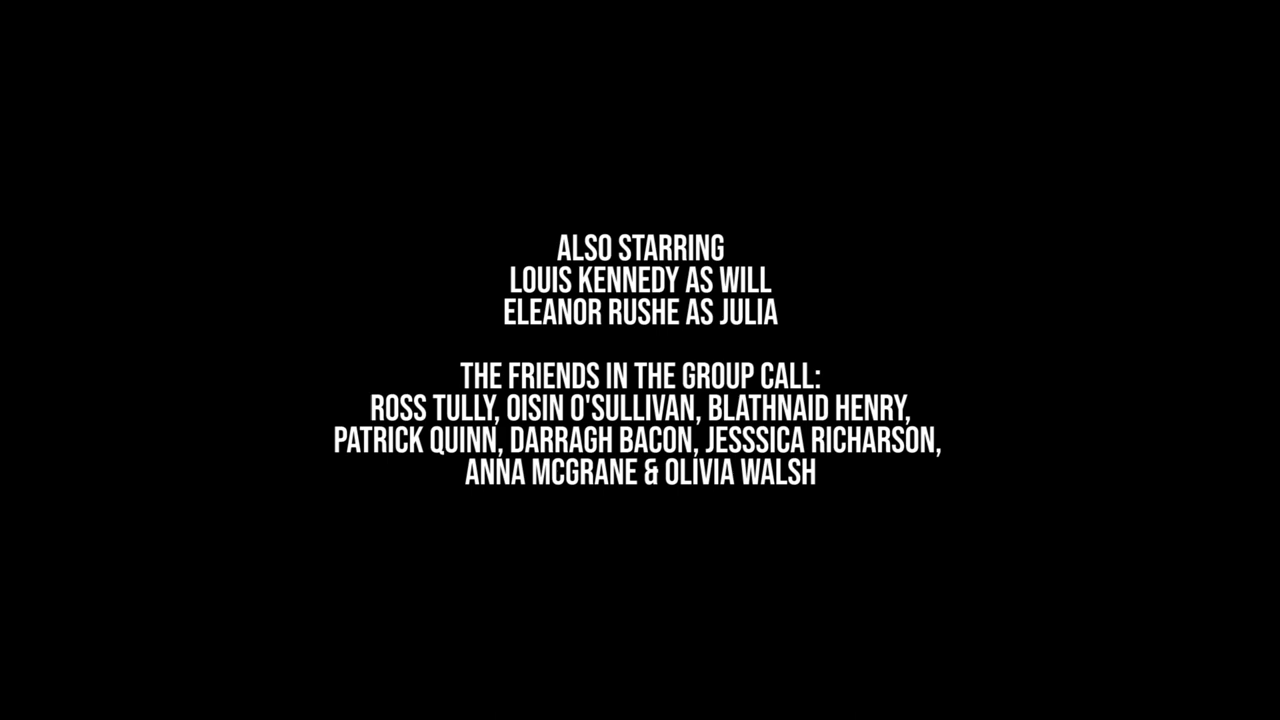 ALSO STARRING
LOUIS KENNEDY AS WILL
ELEANOR RUSHE AS JULIA
THE FRIENDS IN THE GROUP CALL:
ROSS TULLY, OISIN O'SULLIVAN, BLATHNAID HENRY,
PATRICK QUINN, DARRAGH BACON, JESSSICA RICHARSON,
ANNA MCGRANE & OLIVIA WALSH